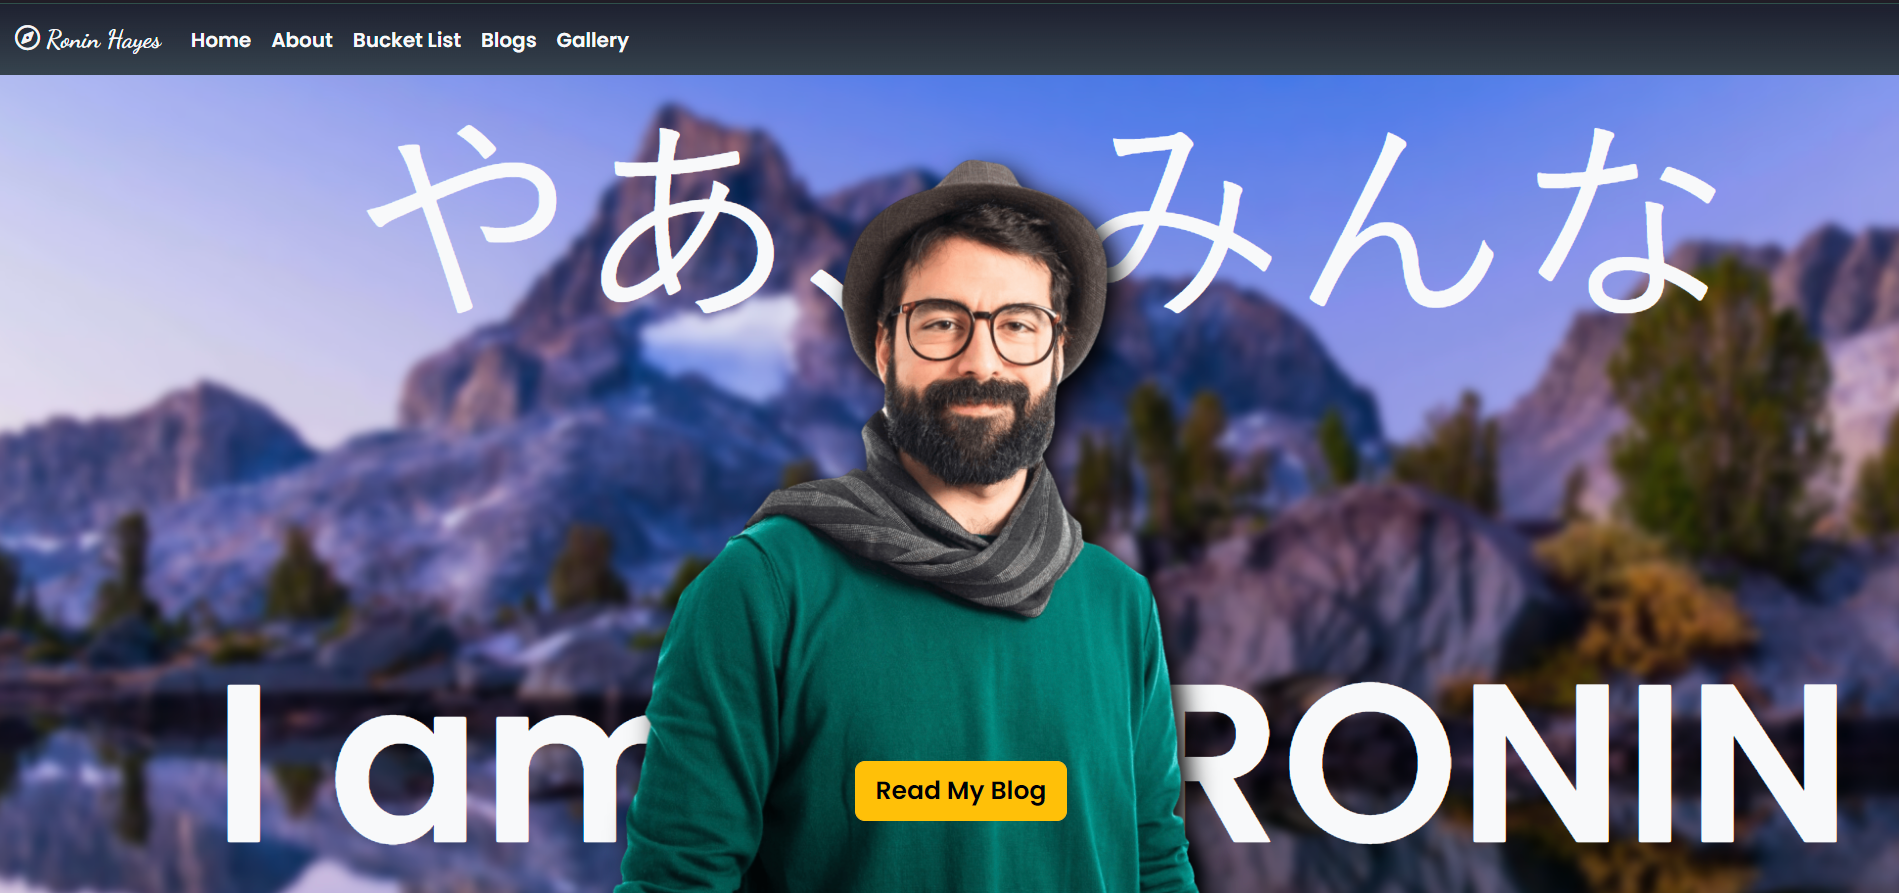 Ronin Hayes Home About Bucket List Blogs Gallery
やあ、みんな
I am RONIN
Read My Blog